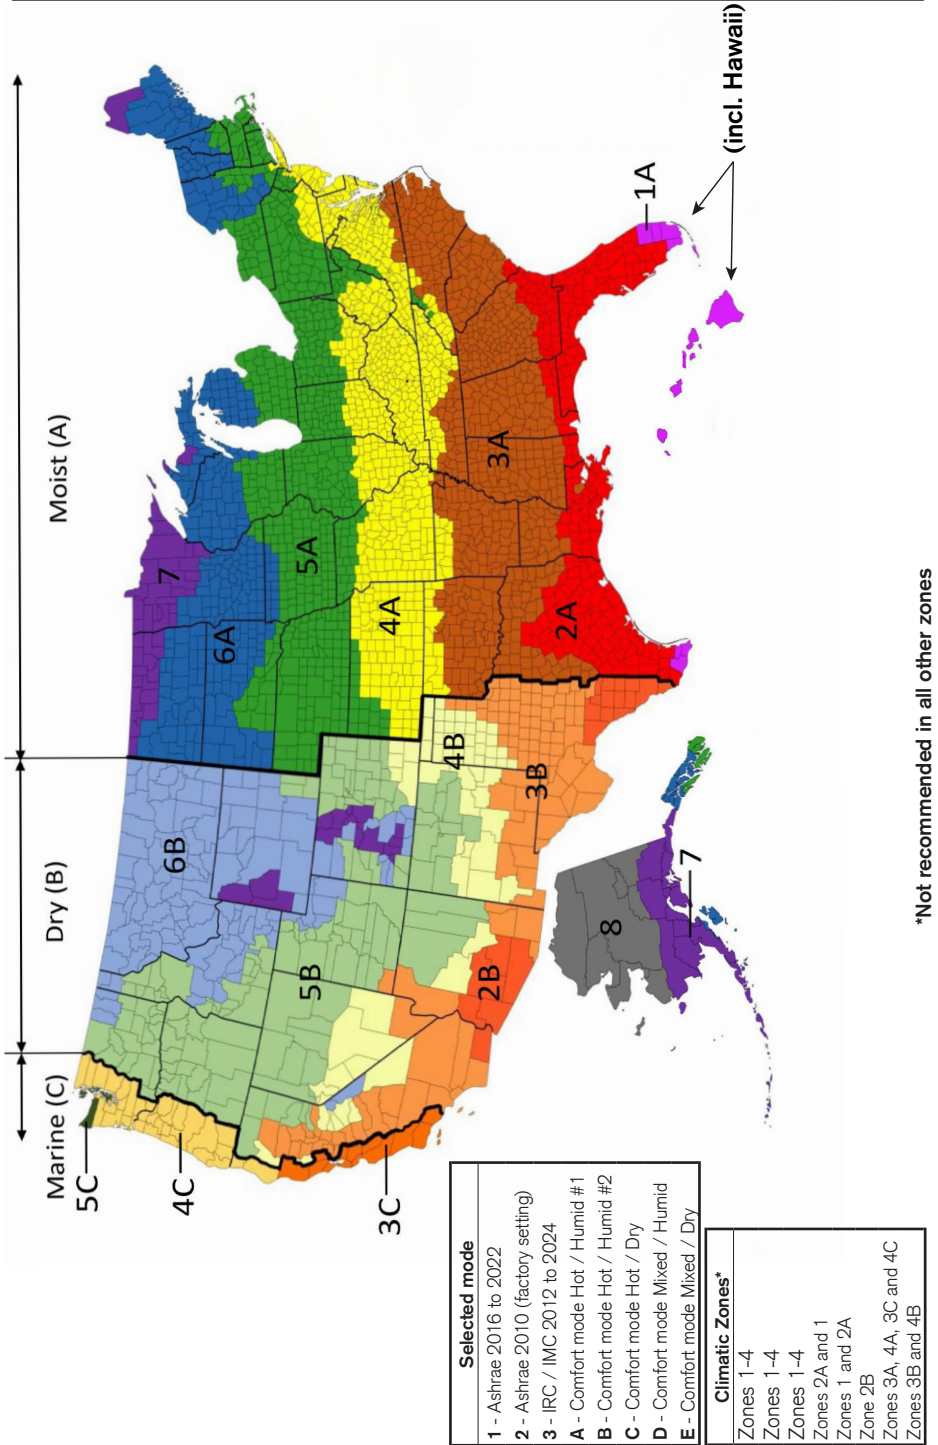 Marine (C)
Dry (B)
Moist (A)
5C
4C
3C
6B
5B
4B
3B
2B
7
6A
5A
4A
3A
2A
1A
8
7
(incl. Hawaii)
Selected mode
1 - Ashrae 2016 to 2022
2 - Ashrae 2010 (factory setting)
3 - IRC / IMC 2012 to 2024
A - Comfort mode Hot / Humid #1
B - Comfort mode Hot / Humid #2
C - Comfort mode Hot / Dry
D - Comfort mode Mixed / Humid
E - Comfort mode Mixed / Dry
Climatic Zones*
Zones 1-4
Zones 1-4
Zones 1-4
Zones 2A and 1
Zones 1 and 2A
Zone 2B
Zones 3A, 4A, 3C and 4C
Zones 3B and 4B
*Not recommended in all other zones